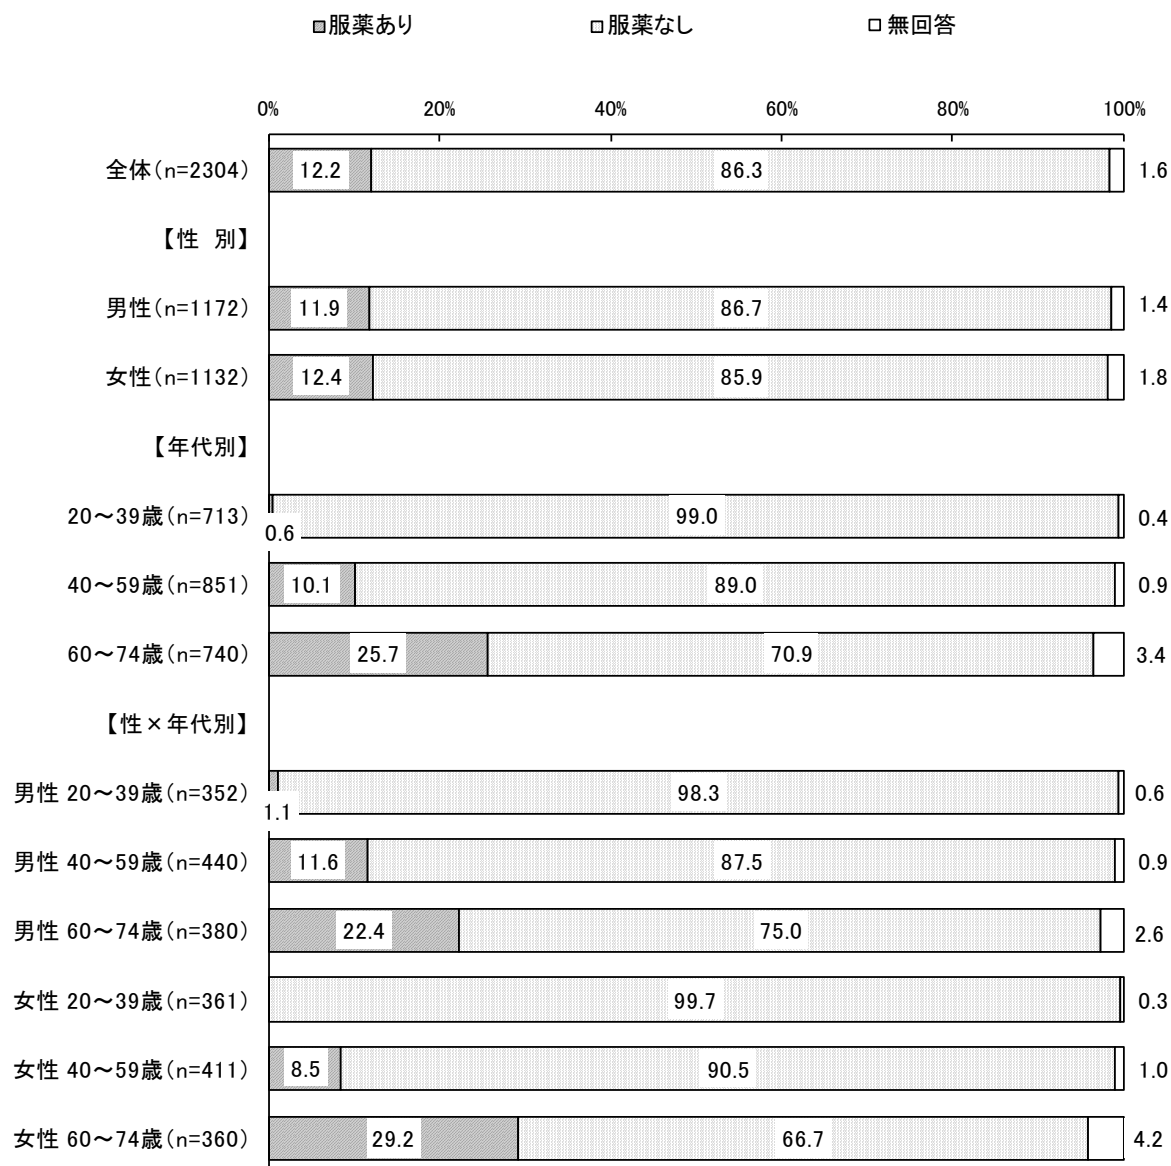 服薬あり 服薬なし 無回答
0% 20% 40% 60% 80% 100%
全体(n=2304) 12.2 86.3 1.6
【性 別】
男性(n=1172) 11.9 86.7 1.4
女性(n=1132) 12.4 85.9 1.8
【年代別】
20~39歳(n=713) 0.6 99.0 0.4
40~59歳(n=851) 10.1 89.0 0.9
60~74歳(n=740) 25.7 70.9 3.4
【性×年代別】
男性 20~39歳(n=352) 1.1 98.3 0.6
男性 40~59歳(n=440) 11.6 87.5 0.9
男性 60~74歳(n=380) 22.4 75.0 2.6
女性 20~39歳(n=361) 99.7 0.3
女性 40~59歳(n=411) 8.5 90.5 1.0
女性 60~74歳(n=360) 29.2 66.7 4.2